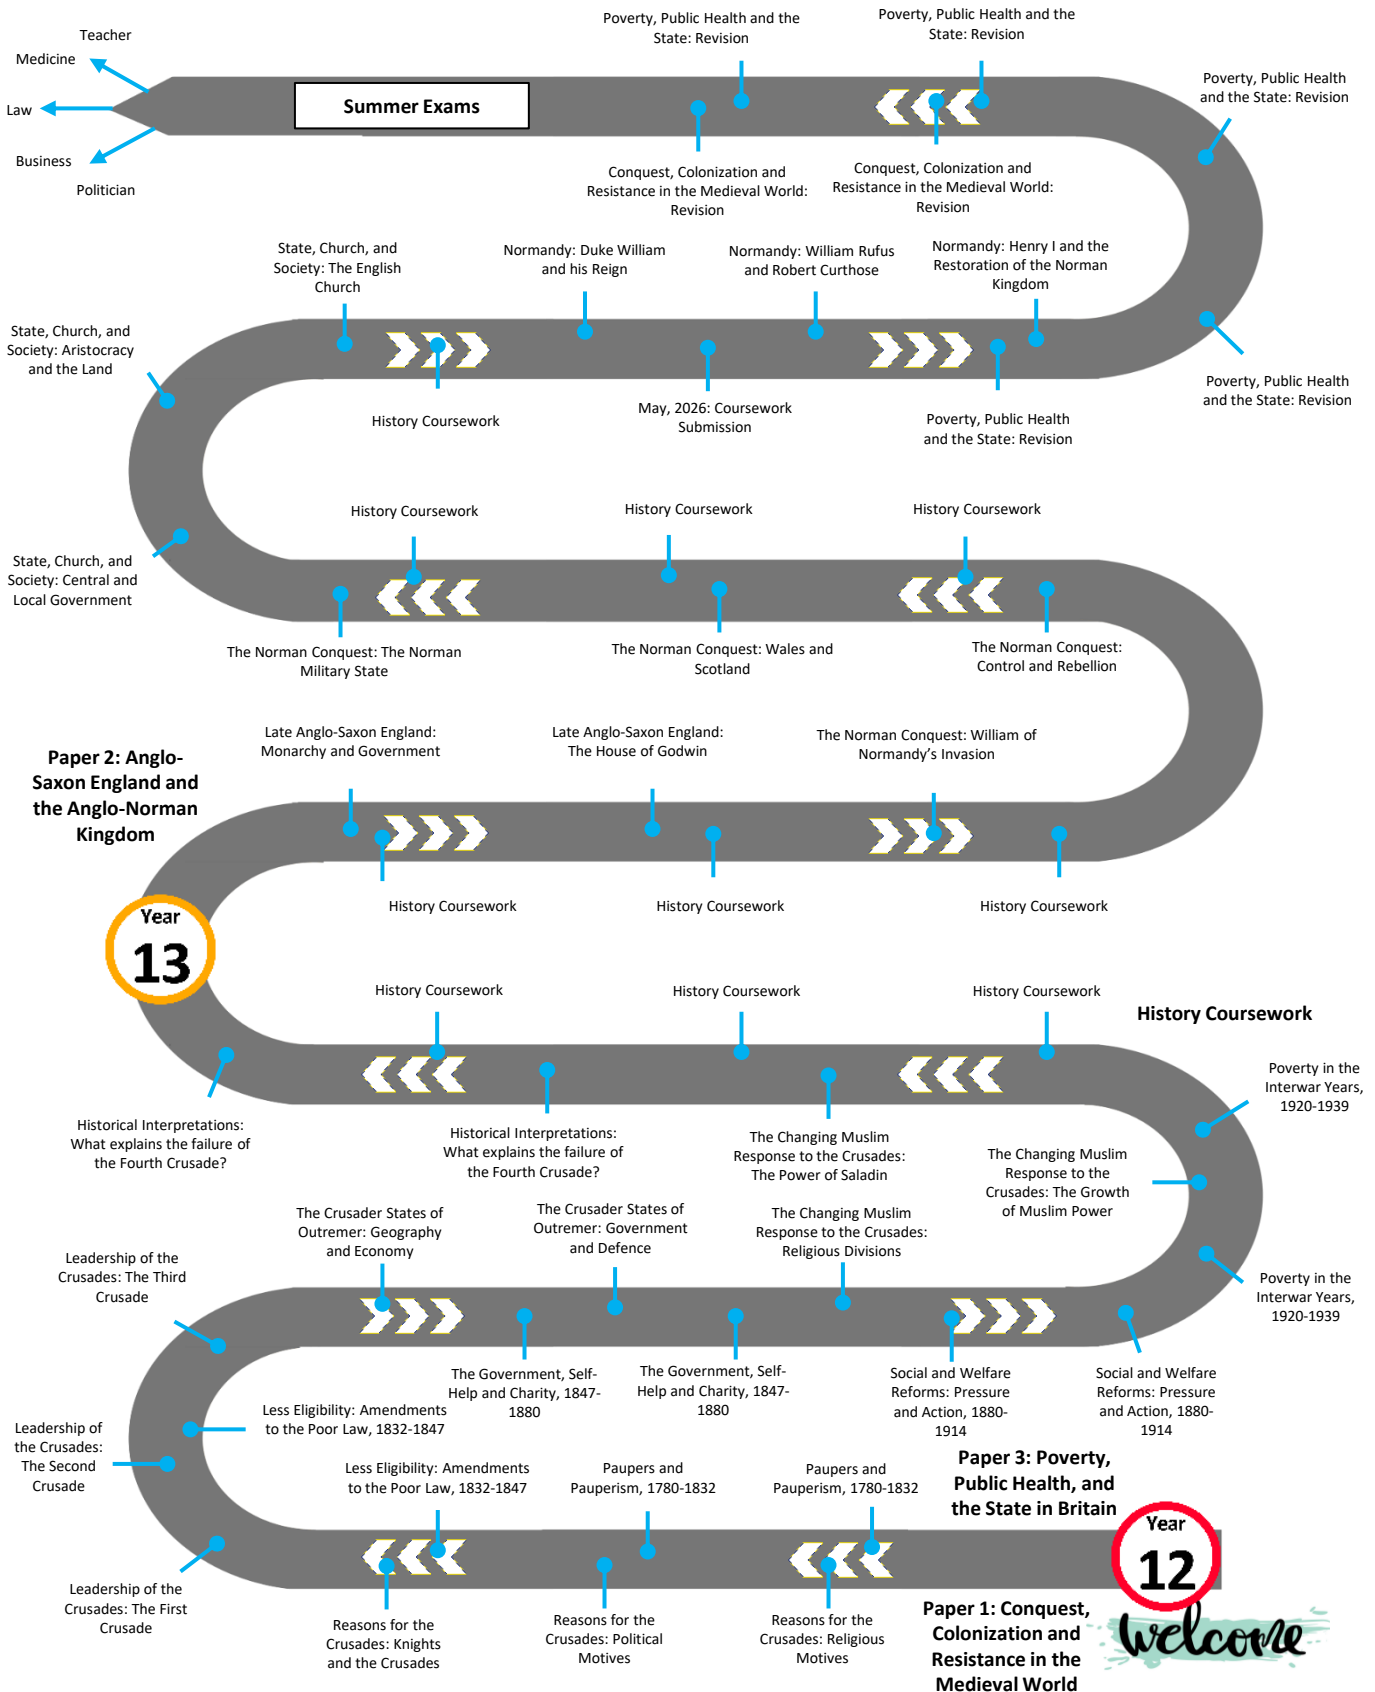 Teacher
Medicine
Law
Business
Politician
Summer Exams
Poverty, Public Health and the
State: Revision
Poverty, Public Health and the
State: Revision
Poverty, Public Health
and the State: Revision
Conquest, Colonization and
Resistance in the Medieval World:
Revision
Conquest, Colonization and
Resistance in the Medieval World:
Revision
State, Church, and
Society: The English
Church
Normandy: Duke William
and his Reign
Normandy: William Rufus
and Robert Curthose
Normandy: Henry I and the
Restoration of the Norman
Kingdom
State, Church, and
Society: Aristocracy
and the Land
History Coursework
May, 2026: Coursework
Submission
Poverty, Public Health
and the State: Revision
Poverty, Public Health
and the State: Revision
History Coursework
History Coursework
History Coursework
State, Church, and
Society: Central and
Local Government
The Norman Conquest: The Norman
Military State
The Norman Conquest: Wales and
Scotland
The Norman Conquest:
Control and Rebellion
Paper 2: Anglo-
Saxon England and
the Anglo-Norman
Kingdom
Late Anglo-Saxon England:
Monarchy and Government
Late Anglo-Saxon England:
The House of Godwin
The Norman Conquest: William of
Normandy's Invasion
History Coursework
History Coursework
History Coursework
Year
13
History Coursework
History Coursework
History Coursework
History Coursework
Poverty in the
Interwar Years,
1920-1939
Historical Interpretations:
What explains the failure of
the Fourth Crusade?
Historical Interpretations:
What explains the failure of
the Fourth Crusade?
The Changing Muslim
Response to the Crusades:
The Power of Saladin
The Changing Muslim
Response to the
Crusades: The Growth
of Muslim Power
The Crusader States of
Outremer: Geography
and Economy
The Crusader States of
Outremer: Government
and Defence
The Changing Muslim
Response to the Crusades:
Religious Divisions
Leadership of the
Crusades: The Third
Crusade
Poverty in the
Interwar Years,
1920-1939
The Government, Self-
Help and Charity, 1847-
1880
The Government, Self-
Help and Charity, 1847-
1880
Social and Welfare
Reforms: Pressure
and Action, 1880-
1914
Social and Welfare
Reforms: Pressure
and Action, 1880-
1914
Less Eligibility: Amendments
to the Poor Law, 1832-1847
Leadership of
the Crusades:
The Second
Crusade
Less Eligibility: Amendments
to the Poor Law, 1832-1847
Paupers and
Pauperism, 1780-1832
Paupers and
Pauperism, 1780-1832
Paper 3: Poverty,
Public Health, and
the State in Britain
Year
12
Leadership of the
Crusades: The First
Crusade
Reasons for the
Crusades: Knights
and the Crusades
Reasons for the
Crusades: Political
Motives
Reasons for the
Crusades: Religious
Motives
Paper 1: Conquest,
Colonization and
Resistance in the
Medieval World
welcome